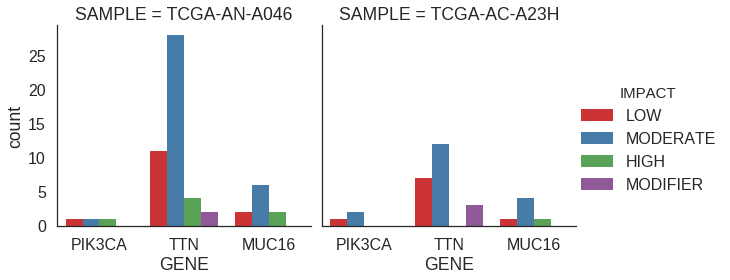 SAMPLE = TCGA-AN-A046
SAMPLE = TCGA-AC-A23H
count
25
20
15
10
5
0
PIK3CA
TTN
MUC16
GENE
PIK3CA
TTN
MUC16
GENE
IMPACT
LOW
MODERATE
HIGH
MODIFIER